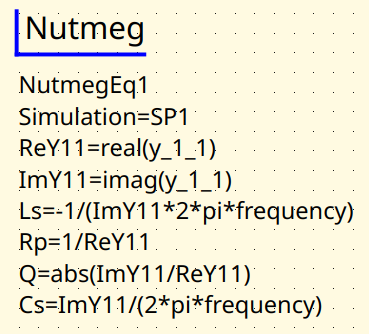 Nutmeg
NutmegEq1
Simulation=SP1
ReY11=real(y_1_1)
ImY11=imag(y_1_1)
Ls=-1/(ImY11*2*pi*frequency)
Rp=1/ReY11
Q=abs(ImY11/ReY11)
Cs=ImY11/(2*pi*frequency)